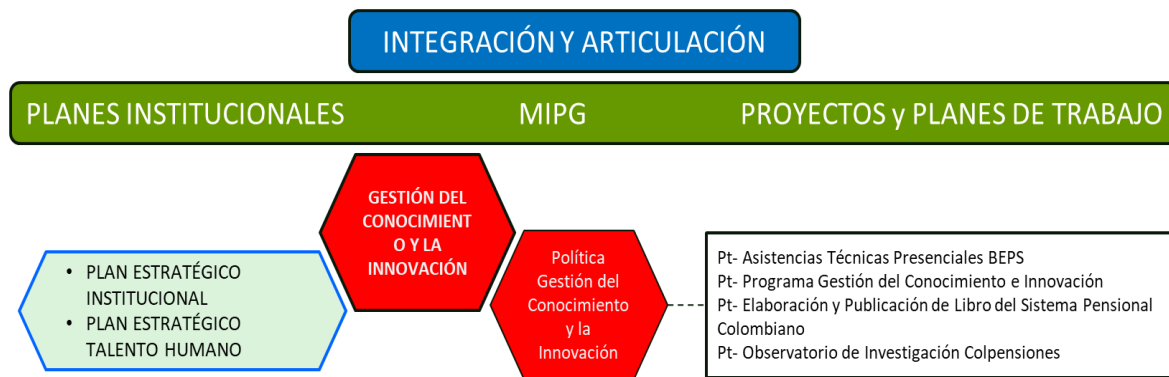 INTEGRACIÓN Y ARTICULACIÓN
PLANES INSTITUCIONALES
MIPG
PROYECTOS y PLANES DE TRABAJO
GESTIÓN DEL
CONOCIMIENT
O Y LA
INNOVACIÓN
• PLAN ESTRATÉGICO
INSTITUCIONAL
• PLAN ESTRATÉGICO
TALENTO HUMANO
Política
Gestión del
Conocimiento
y la
Innovación
Pt- Asistencias Técnicas Presenciales BEPS
Pt- Programa Gestión del Conocimiento e Innovación
Pt- Elaboración y Publicación de Libro del Sistema Pensional
Colombiano
Pt- Observatorio de Investigación Colpensiones